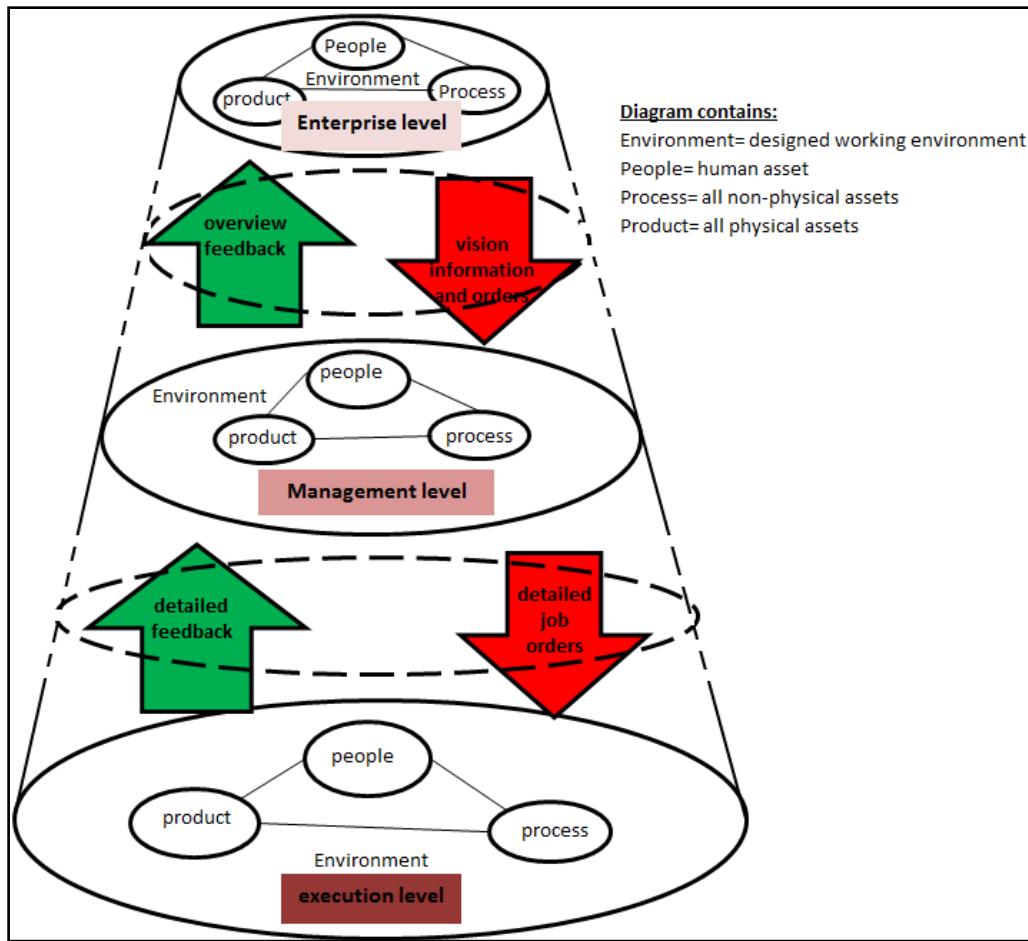 People
Environment
product
Process
Enterprise level
Diagram contains:
Environment= designed working environment
People= human asset
Process= all non-physical assets
Product= all physical assets
overview
feedback
vision
information
and orders
people
Environment
product
process
Management level
detailed
feedback
detailed
job
orders
people
product
process
Environment
execution level